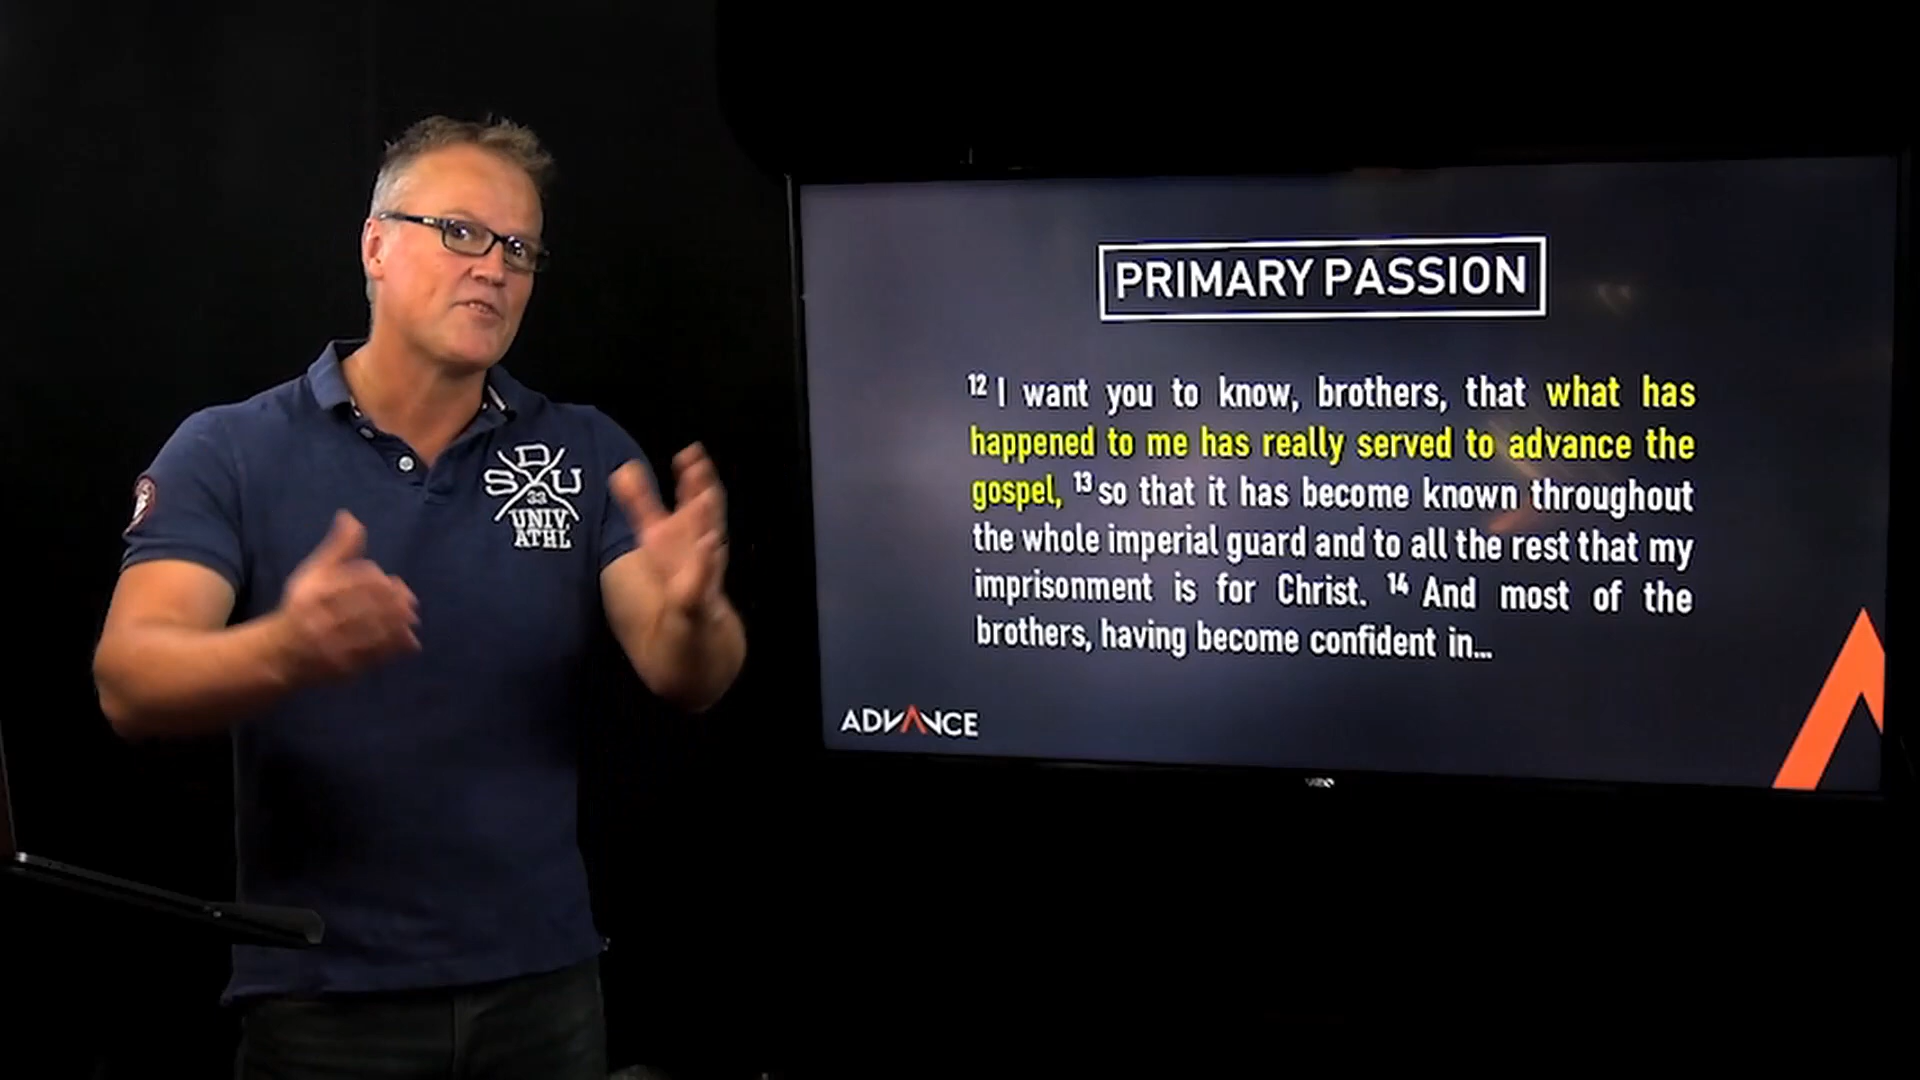 PRIMARY PASSION
12 I want you to know, brothers, that what has
happened to me has really served to advance the
gospel, 13 so that it has become known throughout
the whole imperial guard and to all the rest that my
imprisonment is for Christ. 14 And most of the
brothers, having become confident in...
ADVANCE
VIZIO
D
S U
33
UNIV.
ATHL